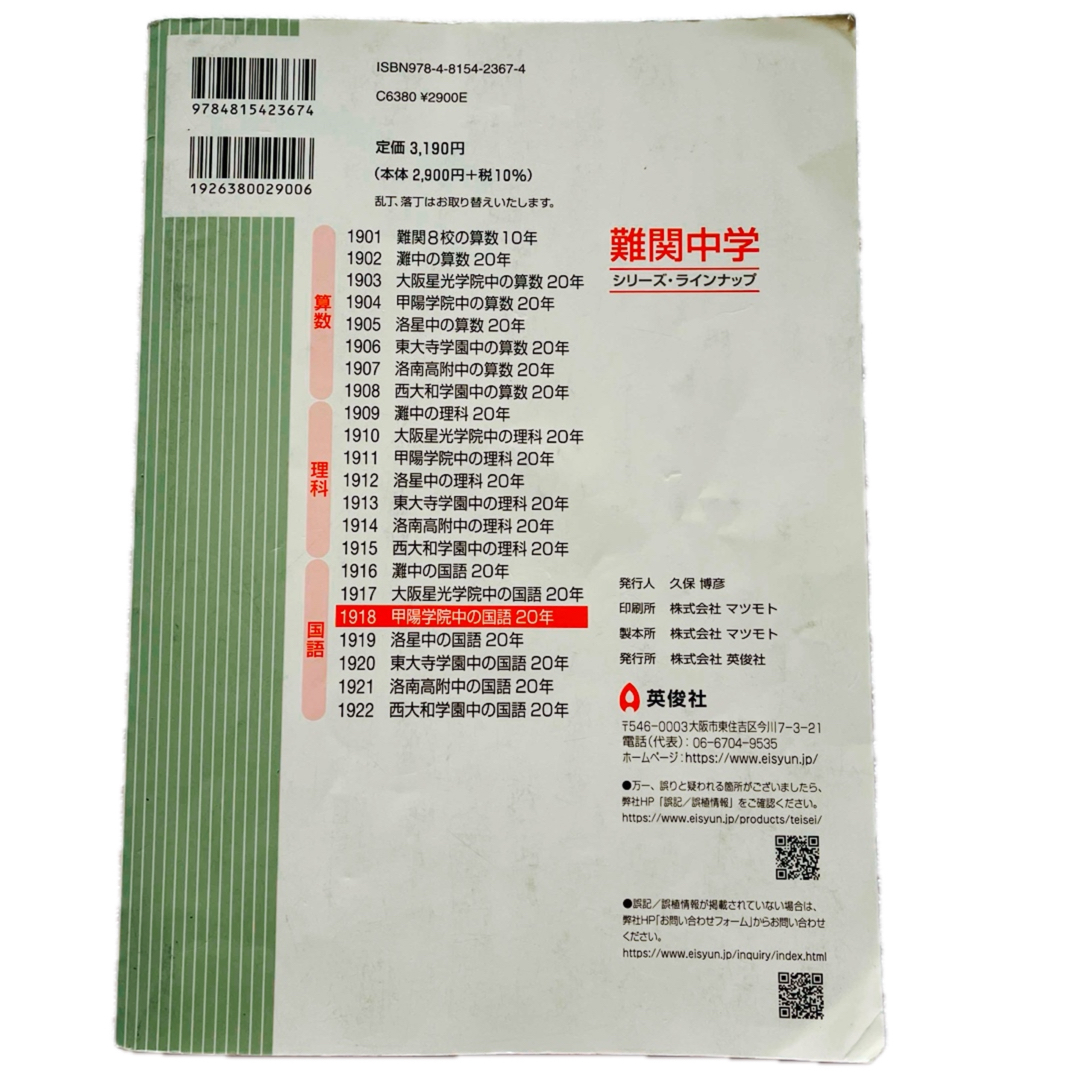 ISBN978-4-8154-2367-4
9784815423674
C6380 ¥2900E
定価 3,190円
(本体 2,900円+税10%)
1926380029006
乱丁、落丁はお取り替えいたします。
難関中学
シリーズ・ラインナップ
算数
1901 難関8校の算数10年
1902 灘中の算数 20年
1903 大阪星光学院中の算数 20年
1904 甲陽学院中の算数 20年
1905 洛星中の算数 20年
1906 東大寺学園中の算数 20年
1907 洛南高附中の算数 20年
1908 西大和学園中の算数 20年
理科
1909 灘中の理科 20年
1910 大阪星光学院中の理科 20年
1911 甲陽学院中の理科 20年
1912 洛星中の理科 20年
1913 東大寺学園中の理科 20年
1914 洛南高附中の理科 20年
1915 西大和学園中の理科 20年
国語
1916 灘中の国語 20年
1917 大阪星光学院中の国語 20年
1918 甲陽学院中の国語 20年
1919 洛星中の国語 20年
1920 東大寺学園中の国語 20年
1921 洛南高附中の国語 20年
1922 西大和学園中の国語 20年
発行人 久保 博彦
印刷所 株式会社 マツモト
製本所 株式会社 マツモト
発行所 株式会社 英俊社
英俊社
〒546-0003大阪市東住吉区今川7-3-21
電話(代表):06-6704-9535
ホームページ:https://www.eisyun.jp/
●万一、誤りと疑われる箇所がございましたら、
弊社HP「誤記/誤植情報」をご確認ください。
https://www.eisyun.jp/products/teisei/
●誤記/誤植情報が掲載されていない場合は、
弊社HP「お問い合わせフォーム」からお問い合わせ
ください。
https://www.eisyun.jp/inquiry/index.html